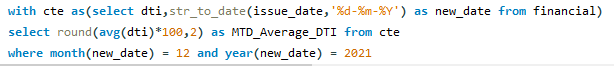 with cte as(select dti,str_to_date(issue_date,'%d-%m-%Y') as new_date from financial)
select round(avg(dti)*100,2) as MTD_Average_DTI from cte
where month(new_date) = 12 and year(new_date) = 2021